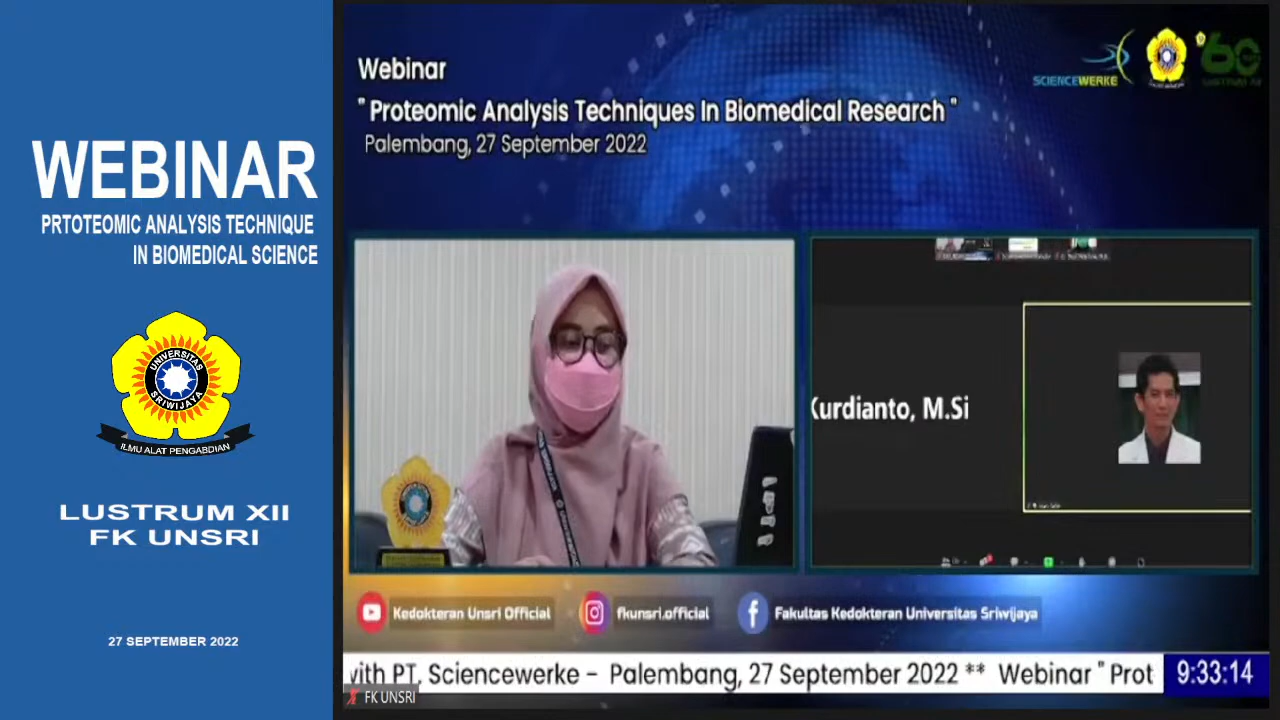 WEBINAR
PRTOTEOMIC ANALYSIS TECHNIQUE
IN BIOMEDICAL SCIENCE
UNIVERSITAS
SRIWIJAYA
ILMU ALAT PENGABDIAN
LUSTRUM XII
FK UNSRI
27 SEPTEMBER 2022
Webinar
" Proteomic Analysis Techniques In Biomedical Research "
Palembang, 27 September 2022
SCIENCEWERKE
60
Kurdianto, M.Si
Kedokteran Unsri Official
fkunsri.official
Fakultas Kedokteran Universitas Sriwijaya
with PT, Sciencewerke - Palembang, 27 September 2022 ** Webinar " Prot
9:33:14
FK UNSRI